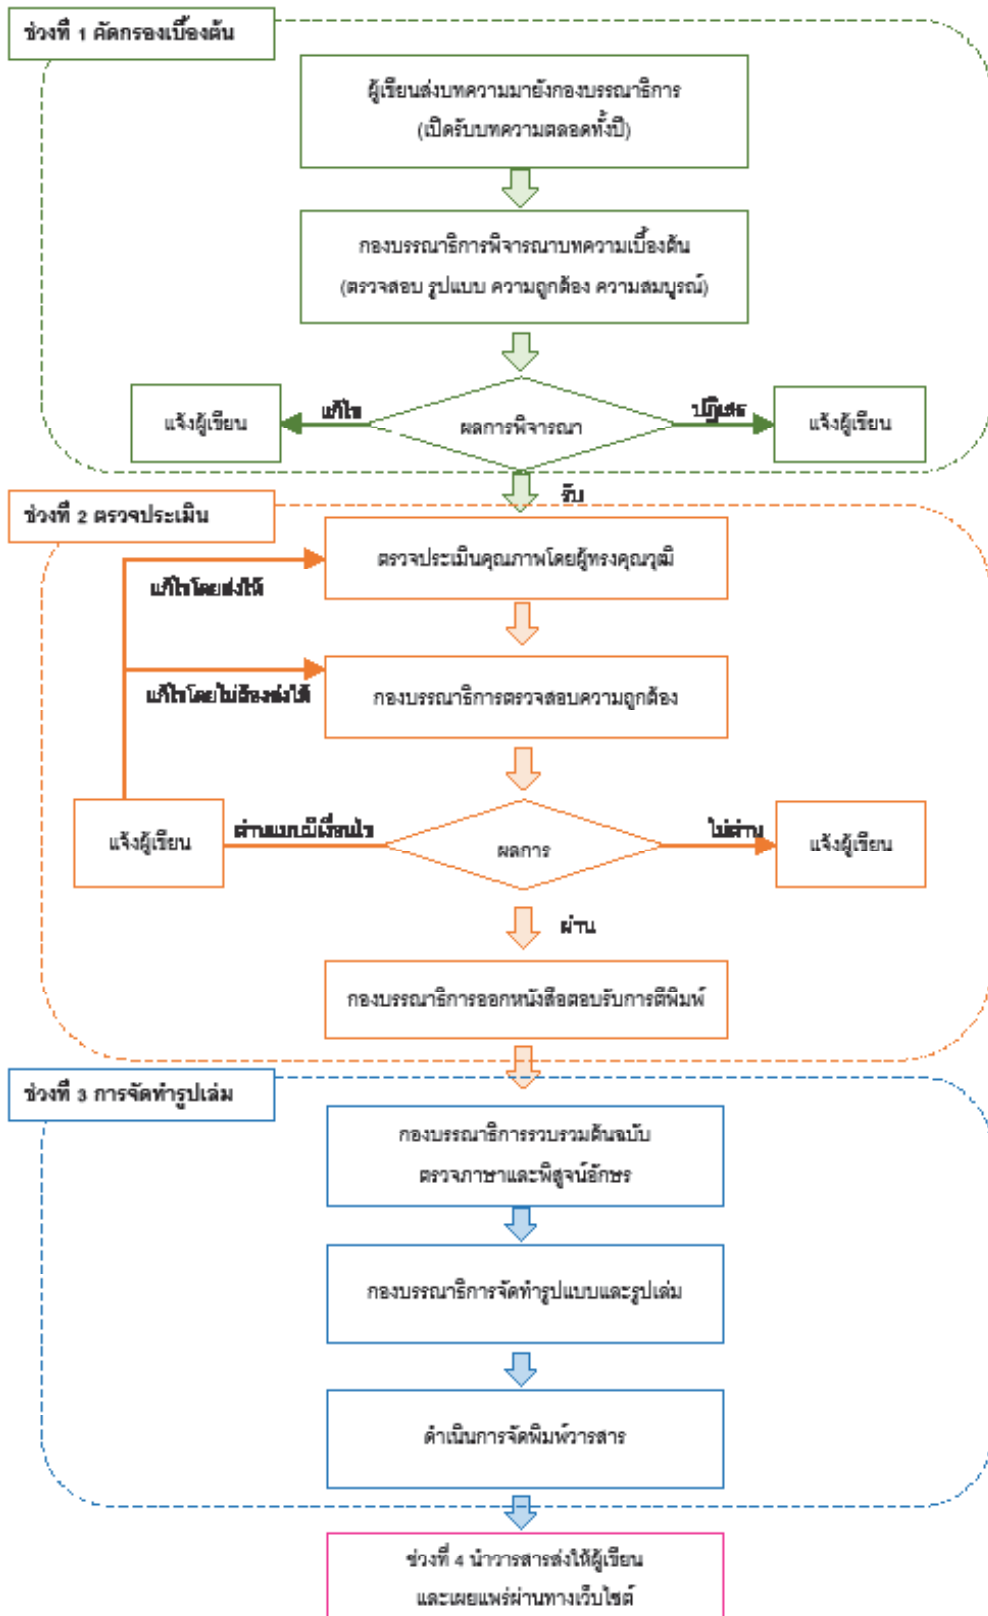 ช่วงที่ 1 คัดกรองเบื้องต้น
ผู้เขียนส่งบทความมายังกองบรรณาธิการ
(เปิดรับบทความตลอดทั้งปี)
กองบรรณาธิการพิจารณาบทความเบื้องต้น
(ตรวจสอบ รูปแบบ ความถูกต้อง ความสมบูรณ์)
แจ้งผู้เขียน
แก้ไข
ผลการพิจารณา
ปฏิเสธ
แจ้งผู้เขียน
รับ
ช่วงที่ 2 ตรวจประเมิน
ตรวจประเมินคุณภาพโดยผู้ทรงคุณวุฒิ
แก้ไขโดยส่งให้
กองบรรณาธิการตรวจสอบความถูกต้อง
แก้ไขโดยไม่ต้องส่งให้
แจ้งผู้เขียน
ผ่านแบบมีเงื่อนไข
ผลการ
ไม่ผ่าน
แจ้งผู้เขียน
ผ่าน
กองบรรณาธิการออกหนังสือตอบรับการตีพิมพ์
ช่วงที่ 3 การจัดทำรูปเล่ม
กองบรรณาธิการรวบรวมต้นฉบับ
ตรวจภาษาและพิสูจน์อักษร
กองบรรณาธิการจัดทำรูปแบบและรูปเล่ม
ดำเนินการจัดพิมพ์วารสาร
ช่วงที่ 4 นำวารสารส่งให้ผู้เขียน
และเผยแพร่ผ่านทางเว็บไซต์